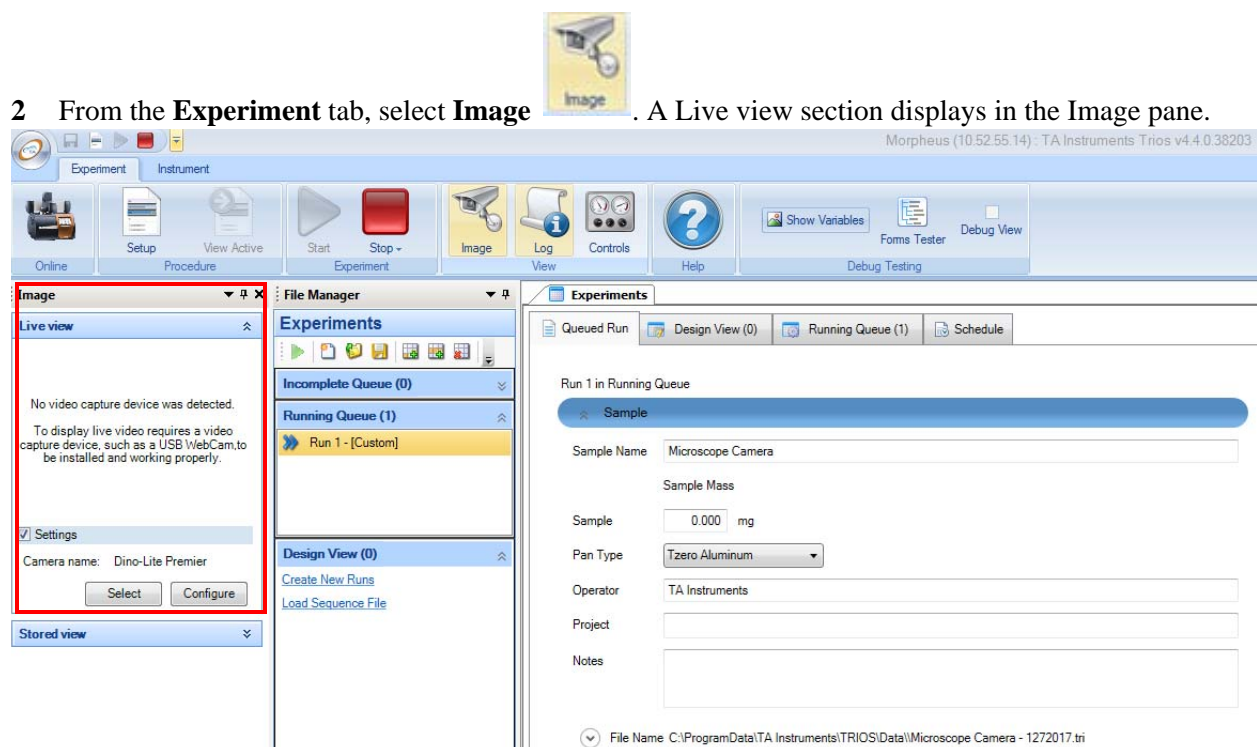 Image
2 From the Experiment tab, select Image . A Live view section displays in the Image pane.
Morpheus (10.52.55.14) : TA Instruments Trios v4.4.0.38203
Experiment Instrument
Setup View Active Start Stop Image Log Controls Show Variables Forms Tester Debug View
Online Procedure Experiment View Help Debug Testing
Image
Live view
No video capture device was detected.
To display live video requires a video
capture device, such as a USB WebCam,to
be installed and working properly.
Settings
Camera name: Dino-Lite Premier
Select Configure
Stored view
File Manager
Experiments
Incomplete Queue (0)
Running Queue (1)
Run 1 - [Custom]
Design View (0)
Create New Runs
Load Sequence File
Experiments
Queued Run Design View (0) Running Queue (1) Schedule
Run 1 in Running Queue
Sample
Sample Name Microscope Camera
Sample Mass
Sample 0.000 mg
Pan Type Tzero Aluminum
Operator TA Instruments
Project
Notes
File Name C:\ProgramData\TA Instruments\TRIOS\Data\\Microscope Camera - 1272017.tri